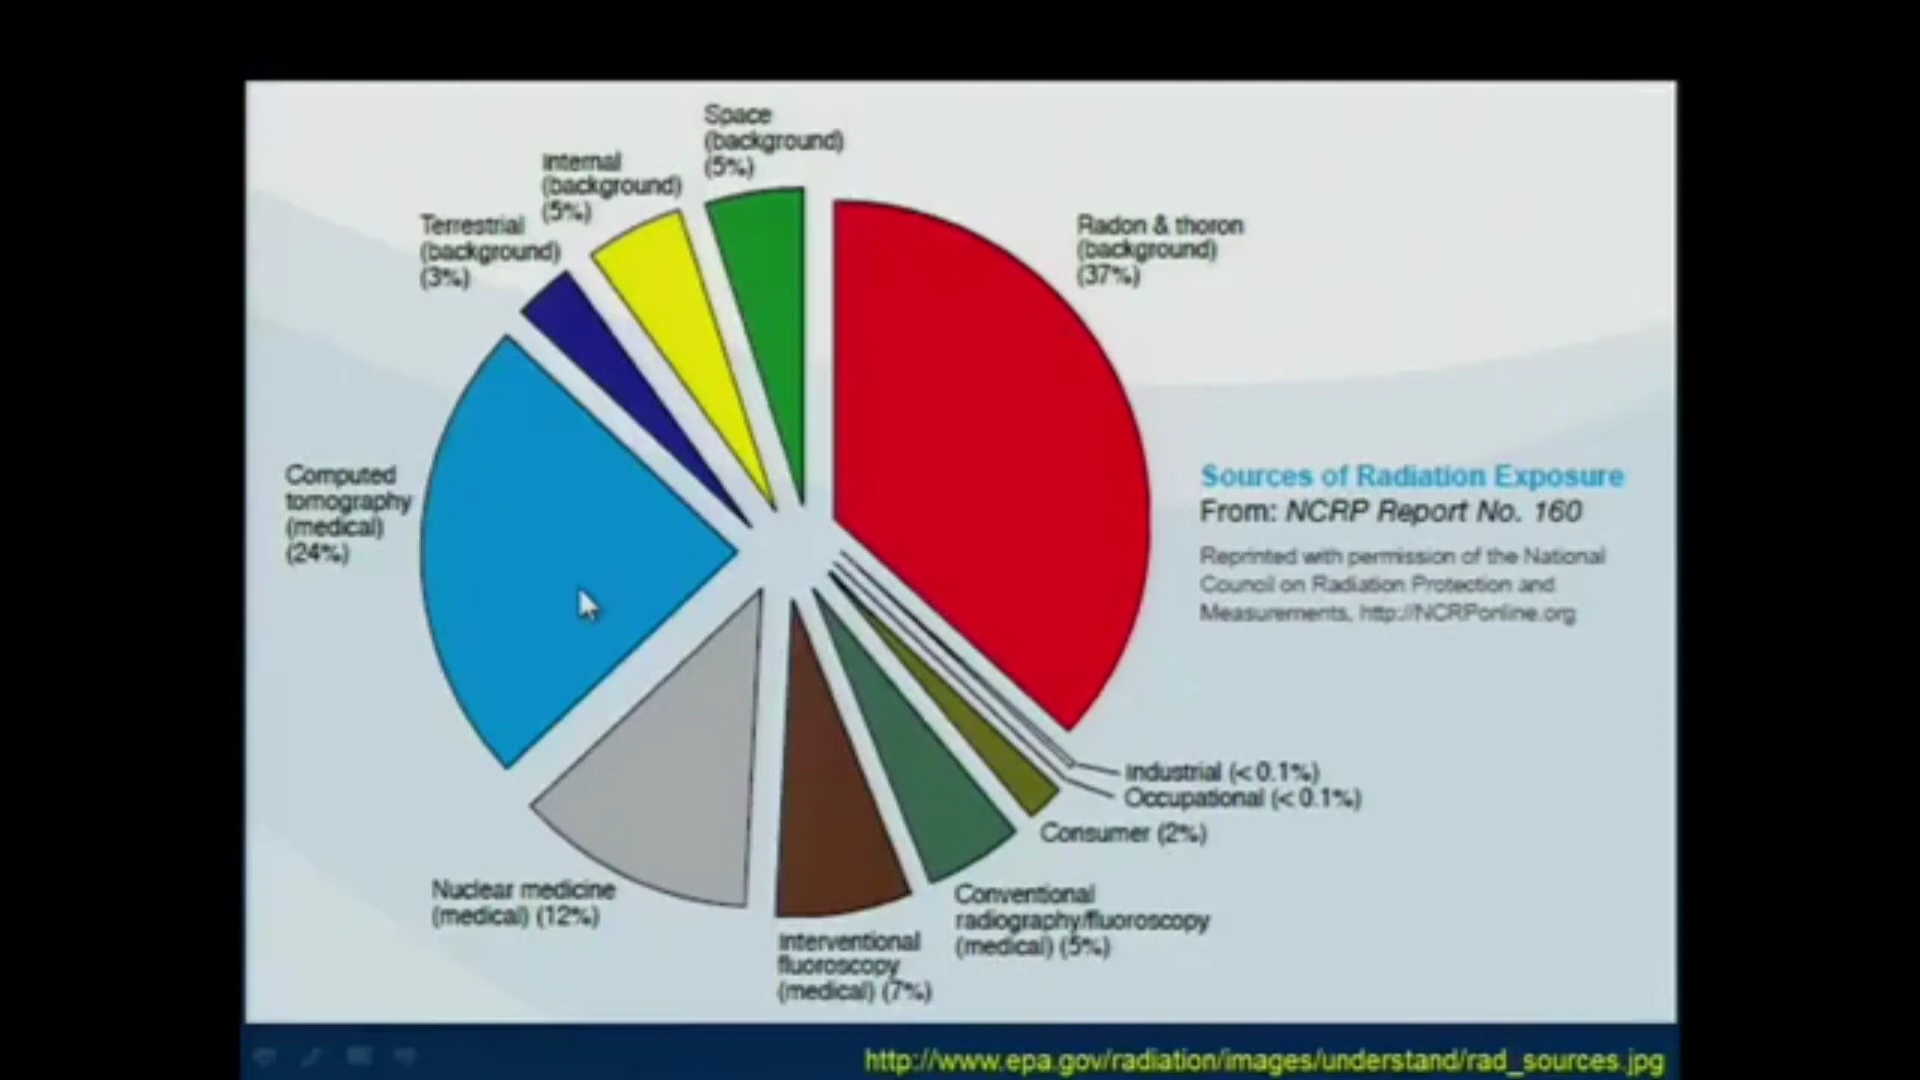 Space
(background)
(5%)
Internal
(background)
(5%)
Terrestrial
(background)
(3%)
Radon & thoron
(background)
(37%)
Computed
tomography
(medical)
(24%)
Sources of Radiation Exposure
From: NCRP Report No. 160
Reprinted with permission of the National
Council on Radiation Protection and
Measurements, http://NCRPonline.org
Industrial (< 0.1%)
Occupational (< 0.1%)
Consumer (2%)
Conventional
radiography/fluoroscopy
(medical) (5%)
Nuclear medicine
(medical) (12%)
Interventional
fluoroscopy
(medical) (7%)
http://www.epa.gov/radiation/images/understand/rad_sources.jpg